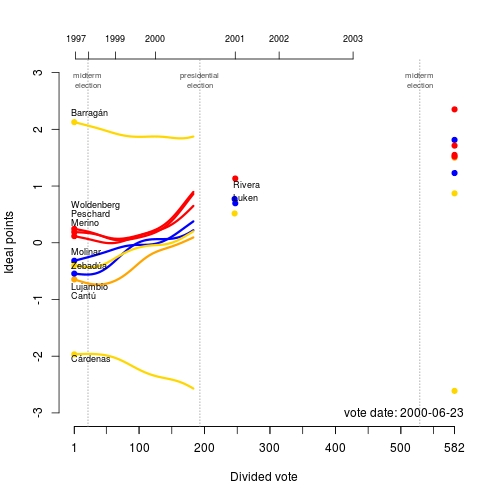 1997 1999 2000 2001 2002 2003
midterm presidential midterm
election election election
3
2
1
0
-1
-2
-3
Ideal points
Barragán
Rivera
Luken
Woldenberg
Peschard
Merino
Molinar
Zebadúa
Lujambio
Cantú
Cárdenas
vote date: 2000-06-23
1 100 200 300 400 500 582
Divided vote